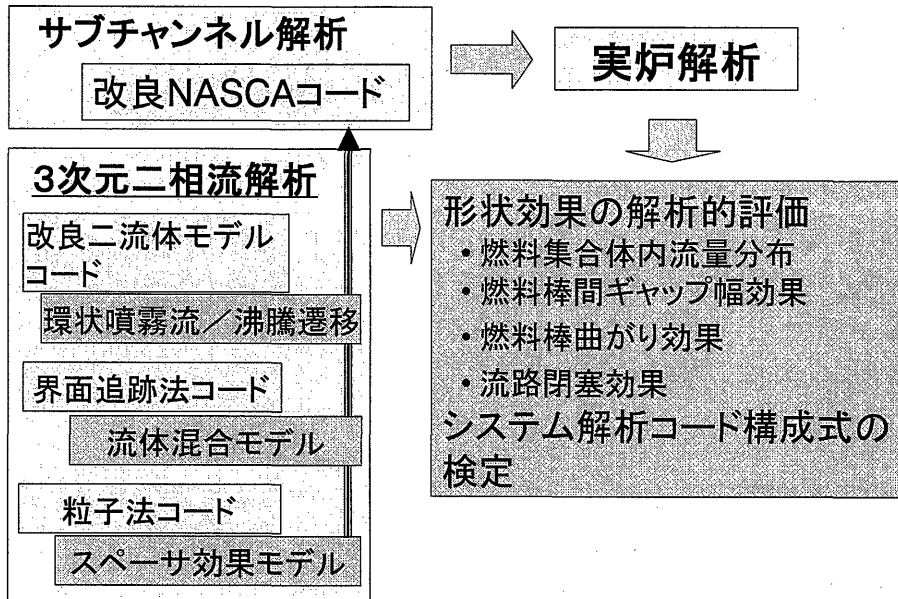 サブチャンネル解析
改良NASCAコード
実炉解析
3次元二相流解析
改良二流体モデル
コード
環状噴霧流／沸騰遷移
界面追跡法コード
流体混合モデル
粒子法コード
スペーサ効果モデル
形状効果の解析的評価
・燃料集合体内流量分布
・燃料棒間ギャップ幅効果
・燃料棒曲がり効果
・流路閉塞効果
システム解析コード構成式の
検定